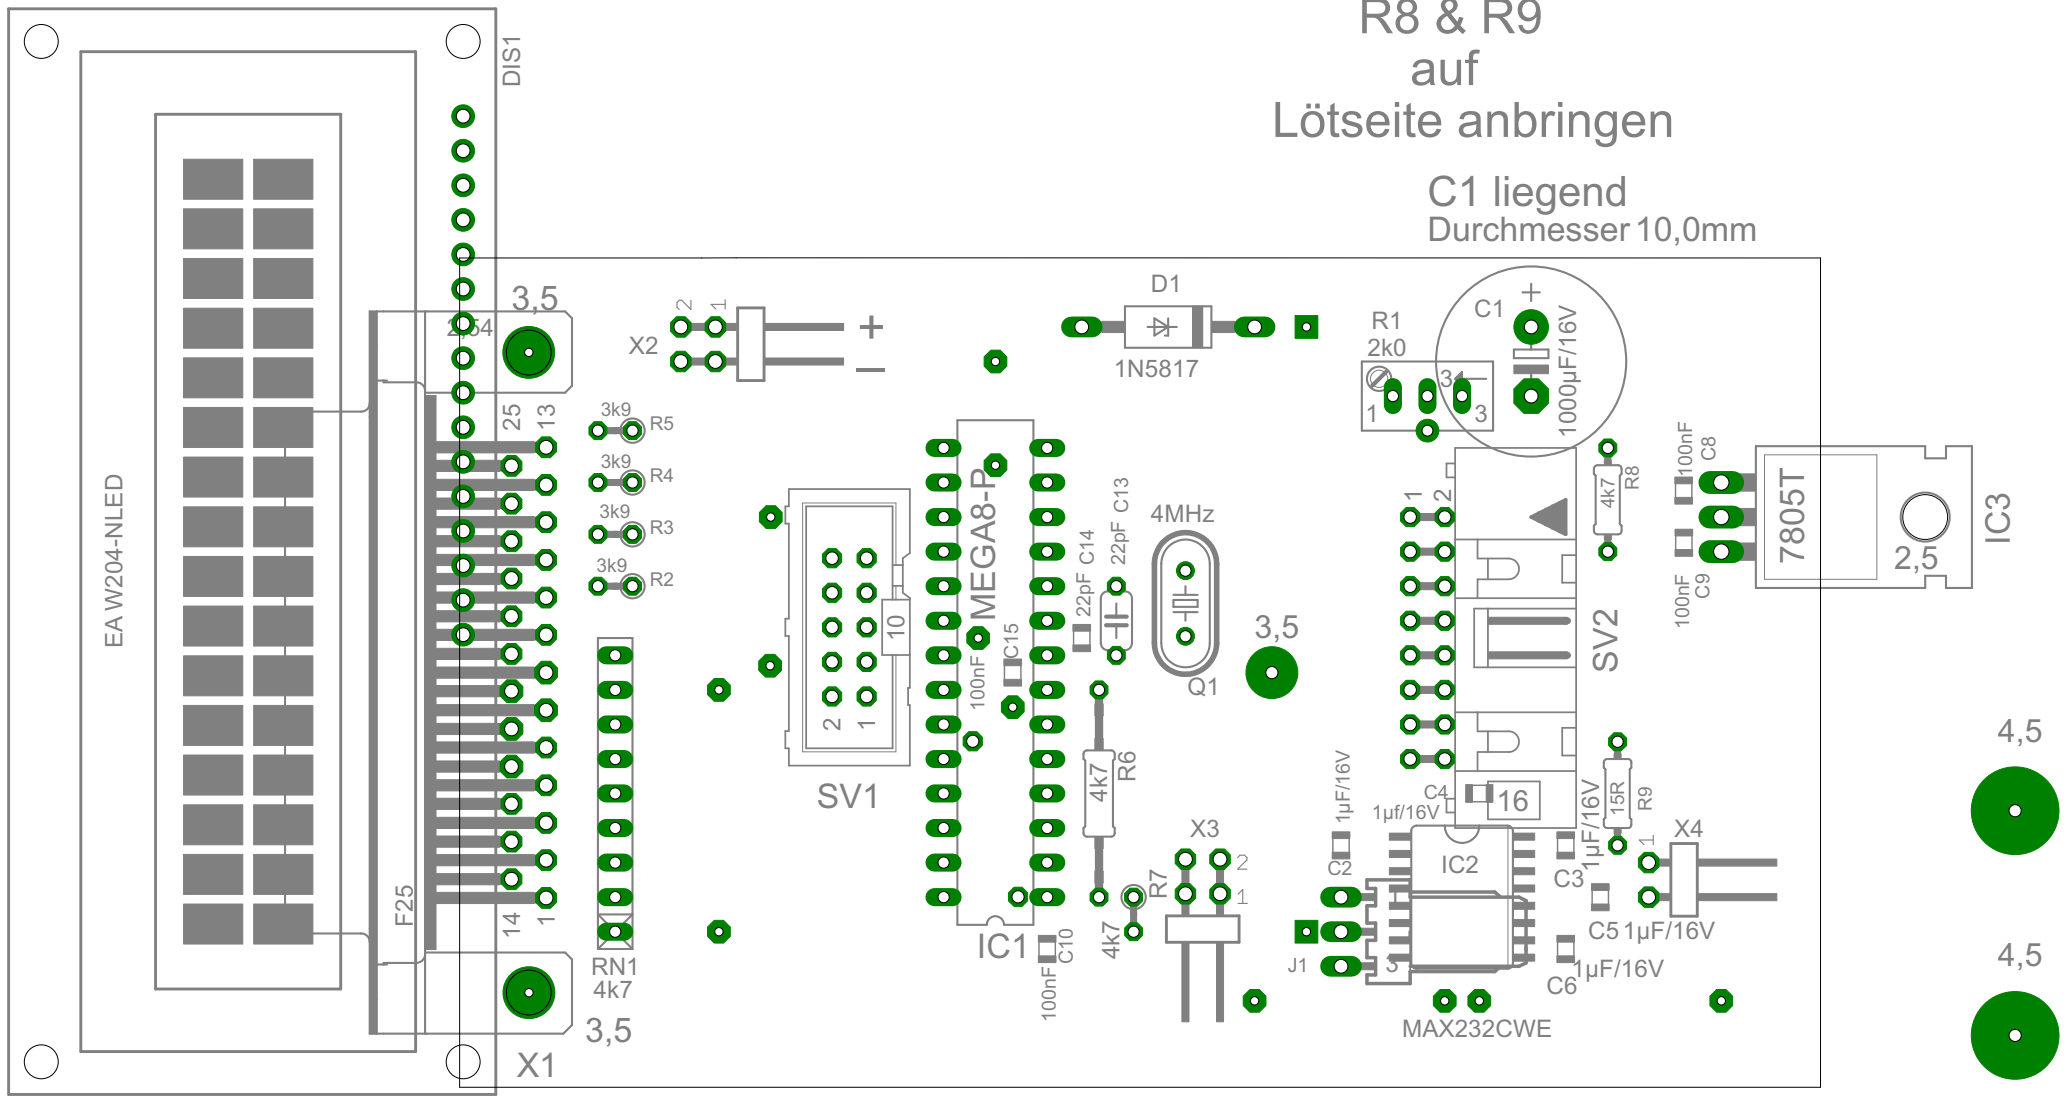 R8 & R9
auf
Lötseite anbringen
C1 liegend
Durchmesser 10,0mm
DIS1
EA W204-NLED
3,5
2,54
25
13
14
1
F25
3,5
X1
2
1
X2
+
–
3k9
R5
3k9
R4
3k9
R3
3k9
R2
RN1
4k7
10
2
1
SV1
MEGA8-P
100nF
C15
IC1
100nF
C10
22pF
C14
22pF
C13
4MHz
Q1
4k7
R6
4k7
R7
X3
2
1
D1
1N5817
3,5
R1
2k0
1
3
3
C1
+
1000µF/16V
1
2
SV2
16
4k7
R8
100nF
C8
100nF
C9
7805T
2,5
IC3
15R
R9
1µF/16V
C2
1µf/16V
C4
IC2
1µF/16V
C3
C5
1µF/16V
C6
1µF/16V
J1
3
MAX232CWE
X4
1
4,5
4,5